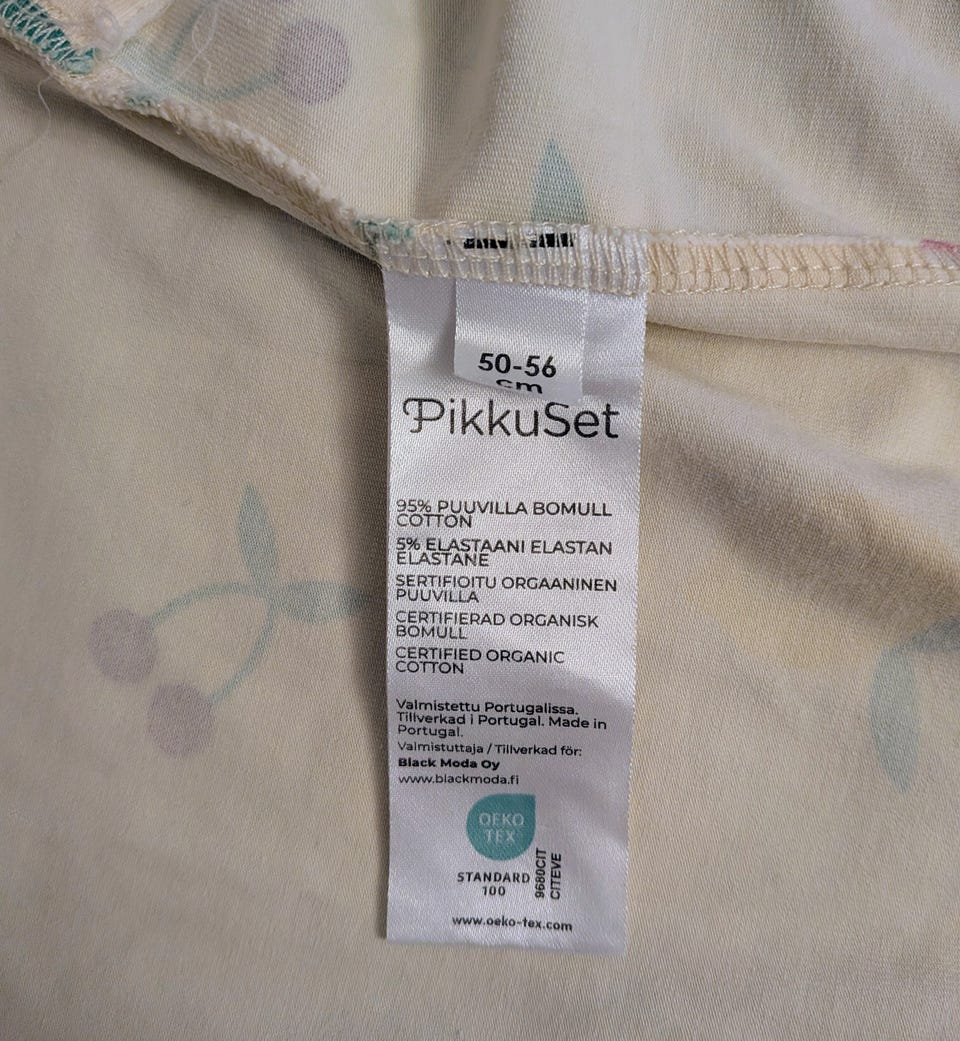 50-56
cm
PikkuSet
95% PUUVILLA BOMULL
COTTON
5% ELASTAANI ELASTAN
ELASTANE
SERTIFIOITU ORGAANINEN
PUUVILLA
CERTIFIERAD ORGANISK
BOMULL
CERTIFIED ORGANIC
COTTON
Valmistettu Portugalissa.
Tillverkad i Portugal. Made in
Portugal.
Valmistuttaja / Tillverkad för:
Black Moda Oy
www.blackmoda.fi
OEKO
TEX
STANDARD
100
9680CIT
CITEVE
www.oeko-tex.com